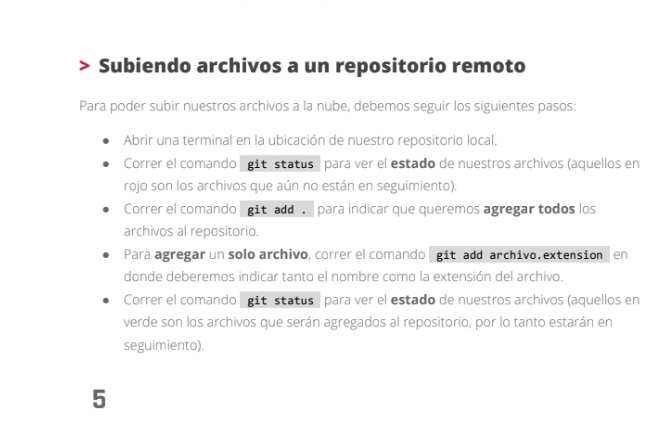 > Subiendo archivos a un repositorio remoto
Para poder subir nuestros archivos a la nube, debemos seguir los siguientes pasos:
● Abrir una terminal en la ubicación de nuestro repositorio local.
● Correr el comando git status para ver el estado de nuestros archivos (aquellos en
rojo son los archivos que aún no están en seguimiento).
● Correr el comando git add . para indicar que queremos agregar todos los
archivos al repositorio.
● Para agregar un solo archivo, correr el comando git add archivo.extension en
donde deberemos indicar tanto el nombre como la extensión del archivo.
● Correr el comando git status para ver el estado de nuestros archivos (aquellos en
verde son los archivos que serán agregados al repositorio, por lo tanto estarán en
seguimiento).
5